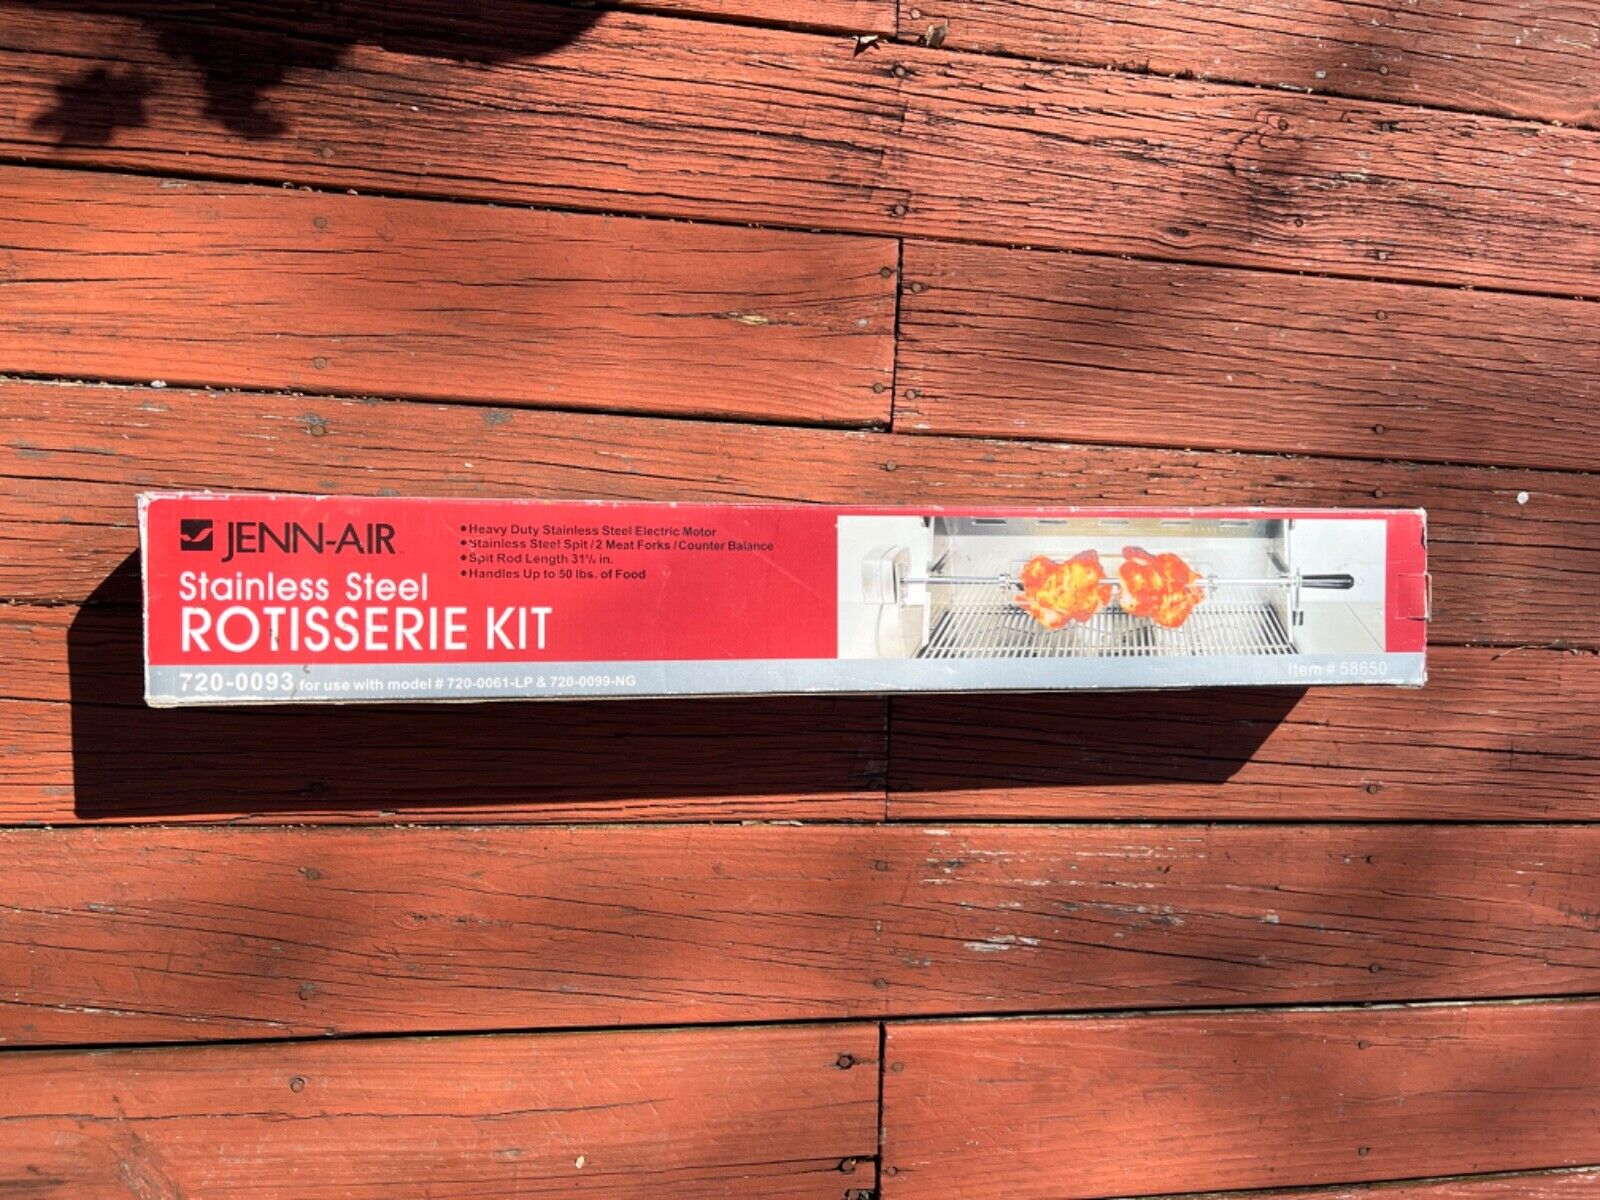 JENN-AIR
Stainless Steel
ROTISSERIE KIT
• Heavy Duty Stainless Steel Electric Motor
• Stainless Steel Spit / 2 Meat Forks / Counter Balance
• Spit Rod Length in.
• Handles Up to 50 lbs. of Food
720-0093 for use with model # 720-0061-LP & 720-0099-NG
Item # 58650